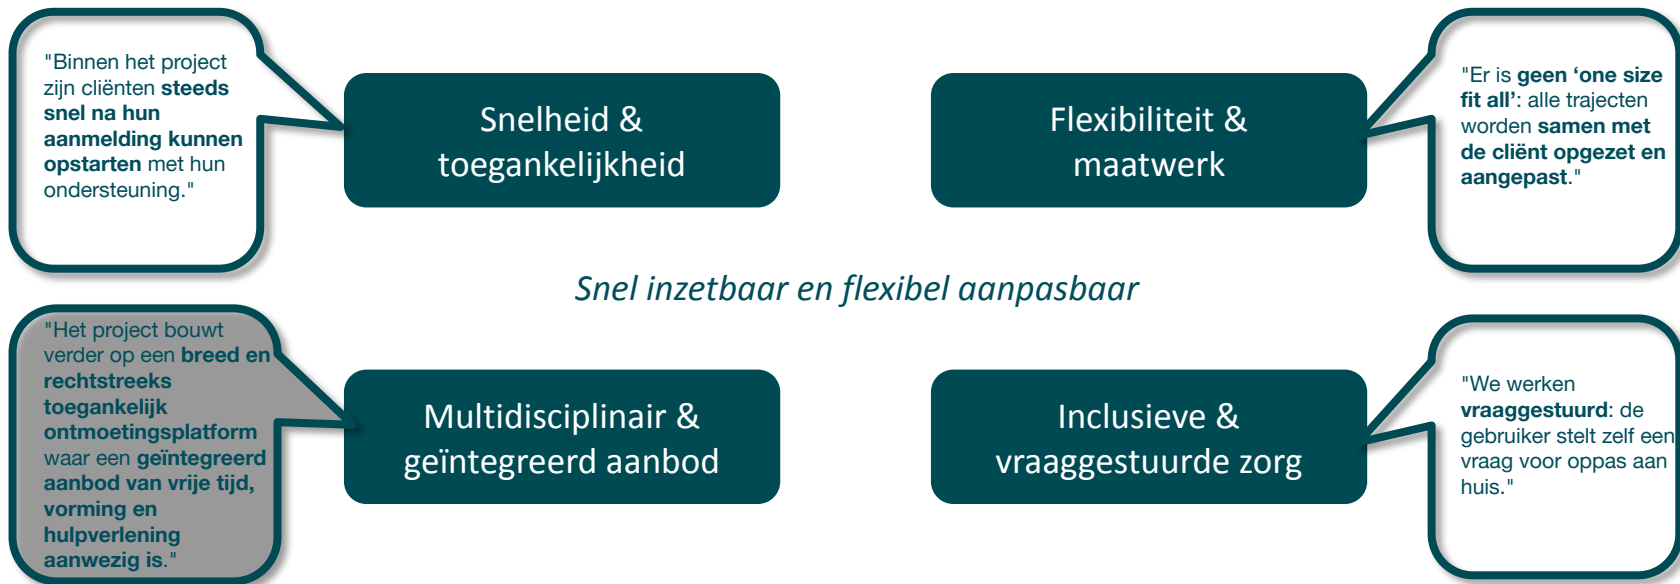 "Binnen het project
zijn cliënten steeds
snel na hun
aanmelding kunnen
opstarten met hun
ondersteuning."
Snelheid &
toegankelijkheid
Flexibiliteit &
maatwerk
"Er is geen ‘one size
fit all’: alle trajecten
worden samen met
de cliënt opgezet en
aangepast."
Snel inzetbaar en flexibel aanpasbaar
"Het project bouwt
verder op een breed en
rechtstreeks
toegankelijk
ontmoetingsplatform
waar een geïntegreerd
aanbod van vrije tijd,
vorming en
hulpverlening
aanwezig is."
Multidisciplinair &
geïntegreerd aanbod
Inclusieve &
vraaggestuurde zorg
"We werken
vraaggestuurd: de
gebruiker stelt zelf een
vraag voor oppas aan
huis."